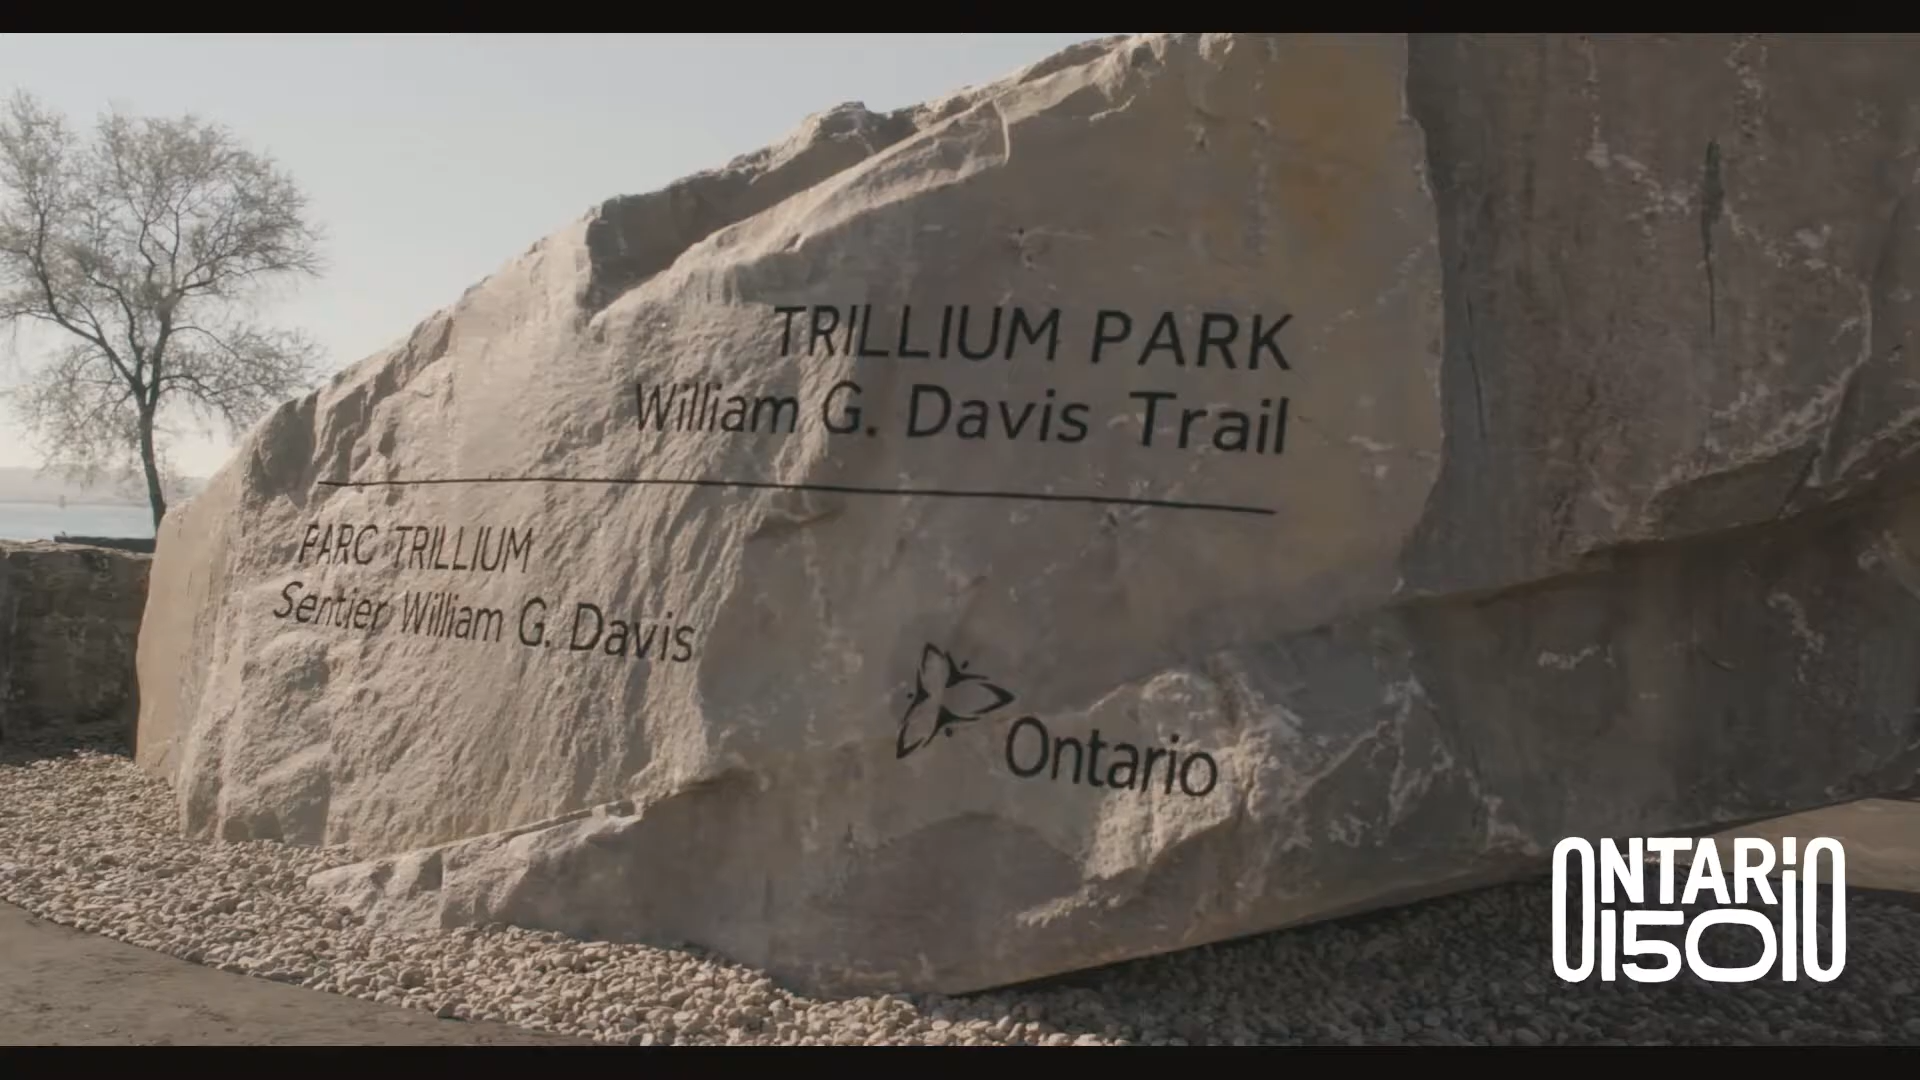 TRILLIUM PARK
William G. Davis Trail
PARC TRILLIUM
Sentier William G. Davis
Ontario
ONTARIO
150